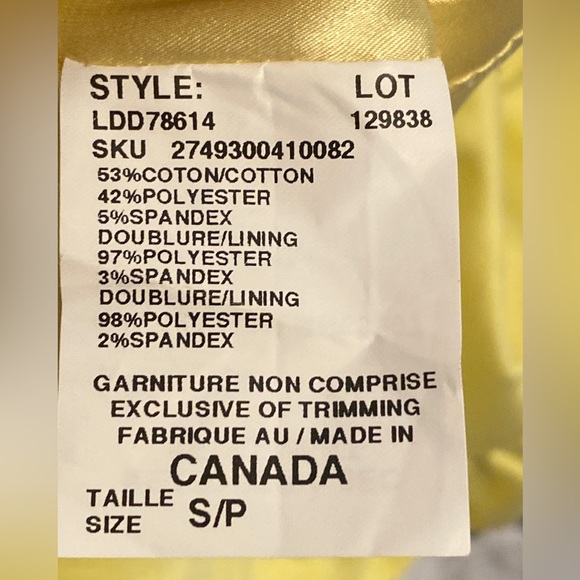 STYLE: LOT
LDD78614 129838
SKU 2749300410082
53%COTON/COTTON
42%POLYESTER
5%SPANDEX
DOUBLURE/LINING
97%POLYESTER
3%SPANDEX
DOUBLURE/LINING
98%POLYESTER
2%SPANDEX
GARNITURE NON COMPRISE
EXCLUSIVE OF TRIMMING
FABRIQUE AU / MADE IN
CANADA
TAILLE
SIZE S/P